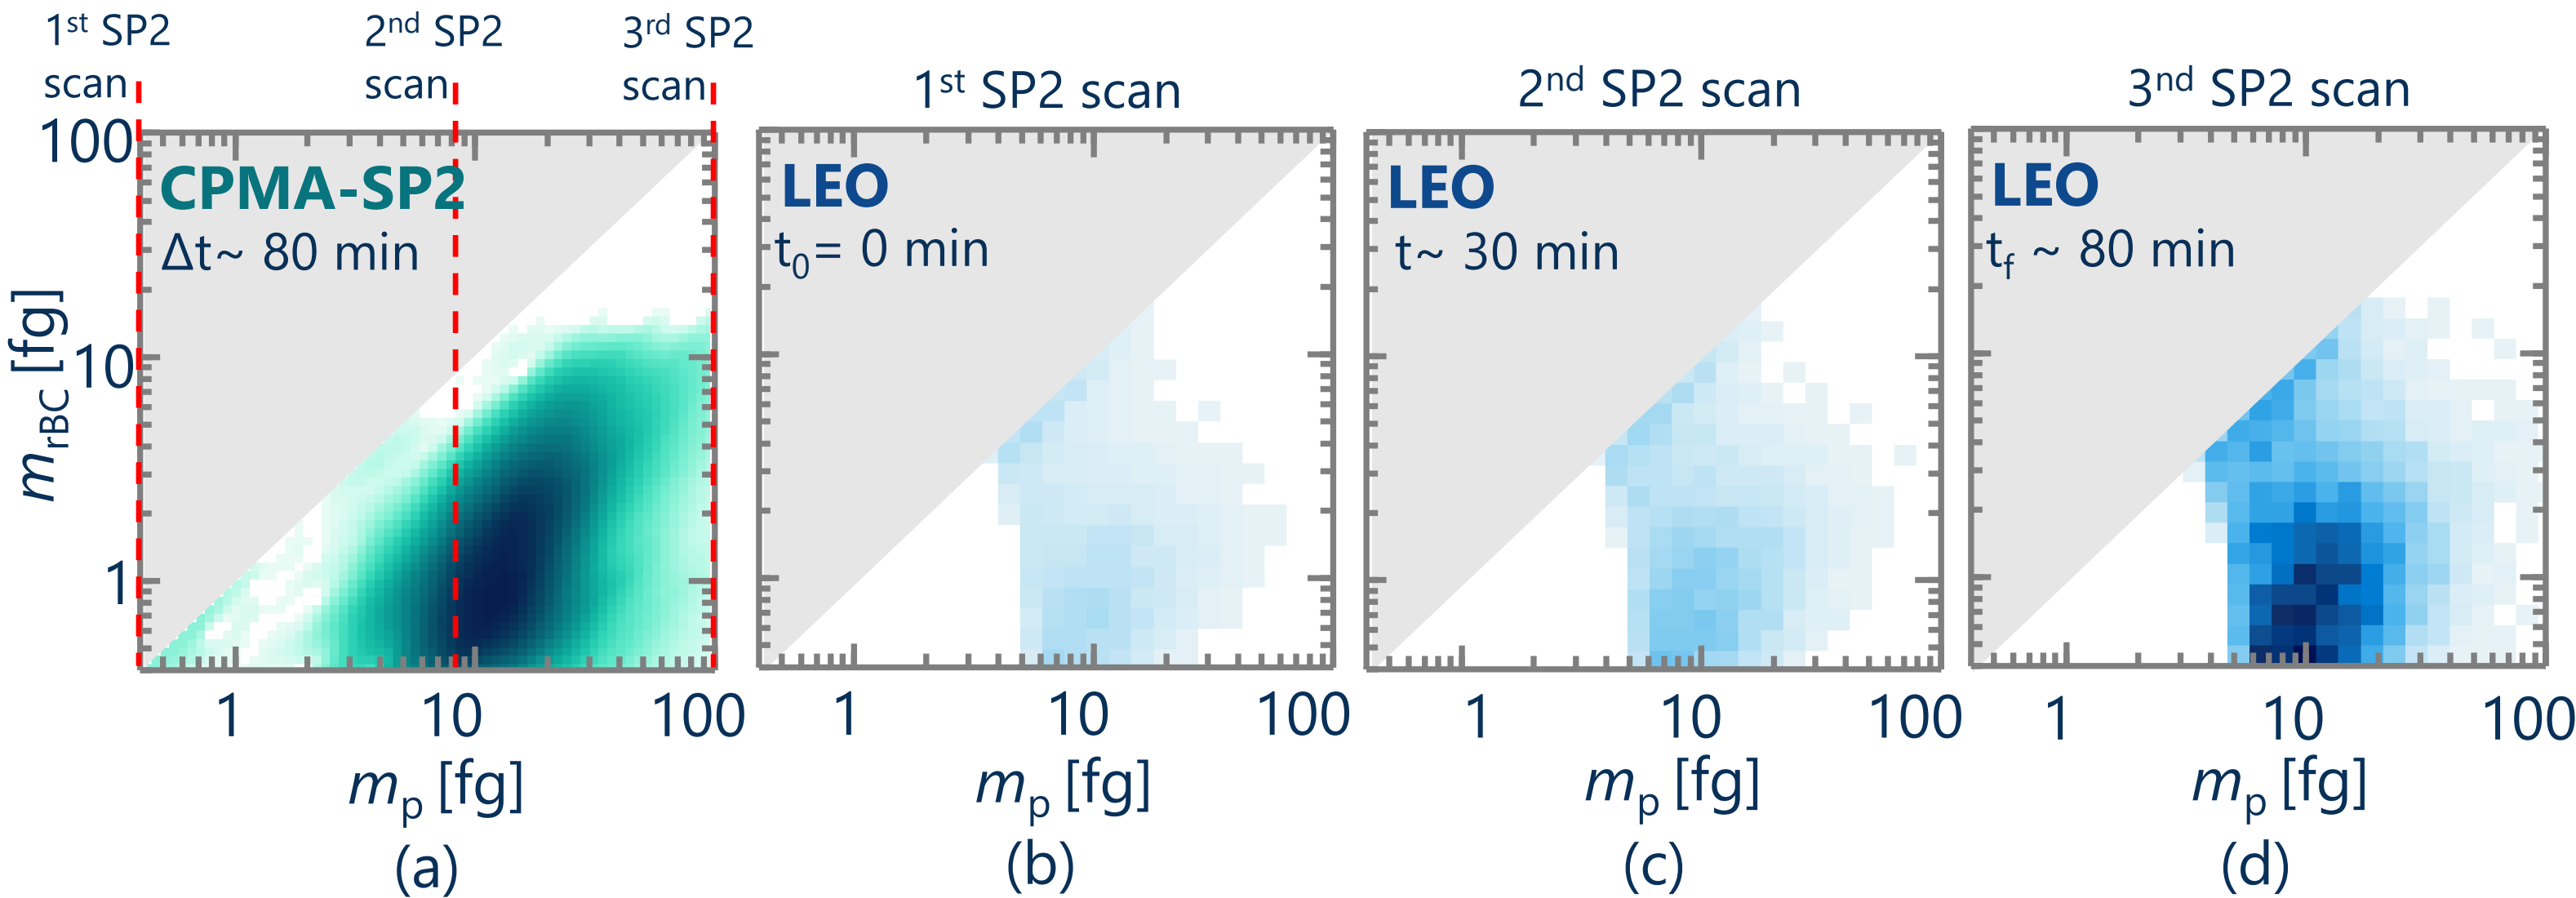 1st SP2 scan
2nd SP2 scan
3rd SP2 scan
1st SP2 scan
2nd SP2 scan
3nd SP2 scan
CPMA-SP2
Δt~ 80 min
LEO
t0= 0 min
LEO
t~ 30 min
LEO
tf ~ 80 min
mrBC [fg]
100
10
1
1 10 100
1 10 100
1 10 100
1 10 100
mp [fg]
mp [fg]
mp [fg]
mp [fg]
(a)
(b)
(c)
(d)